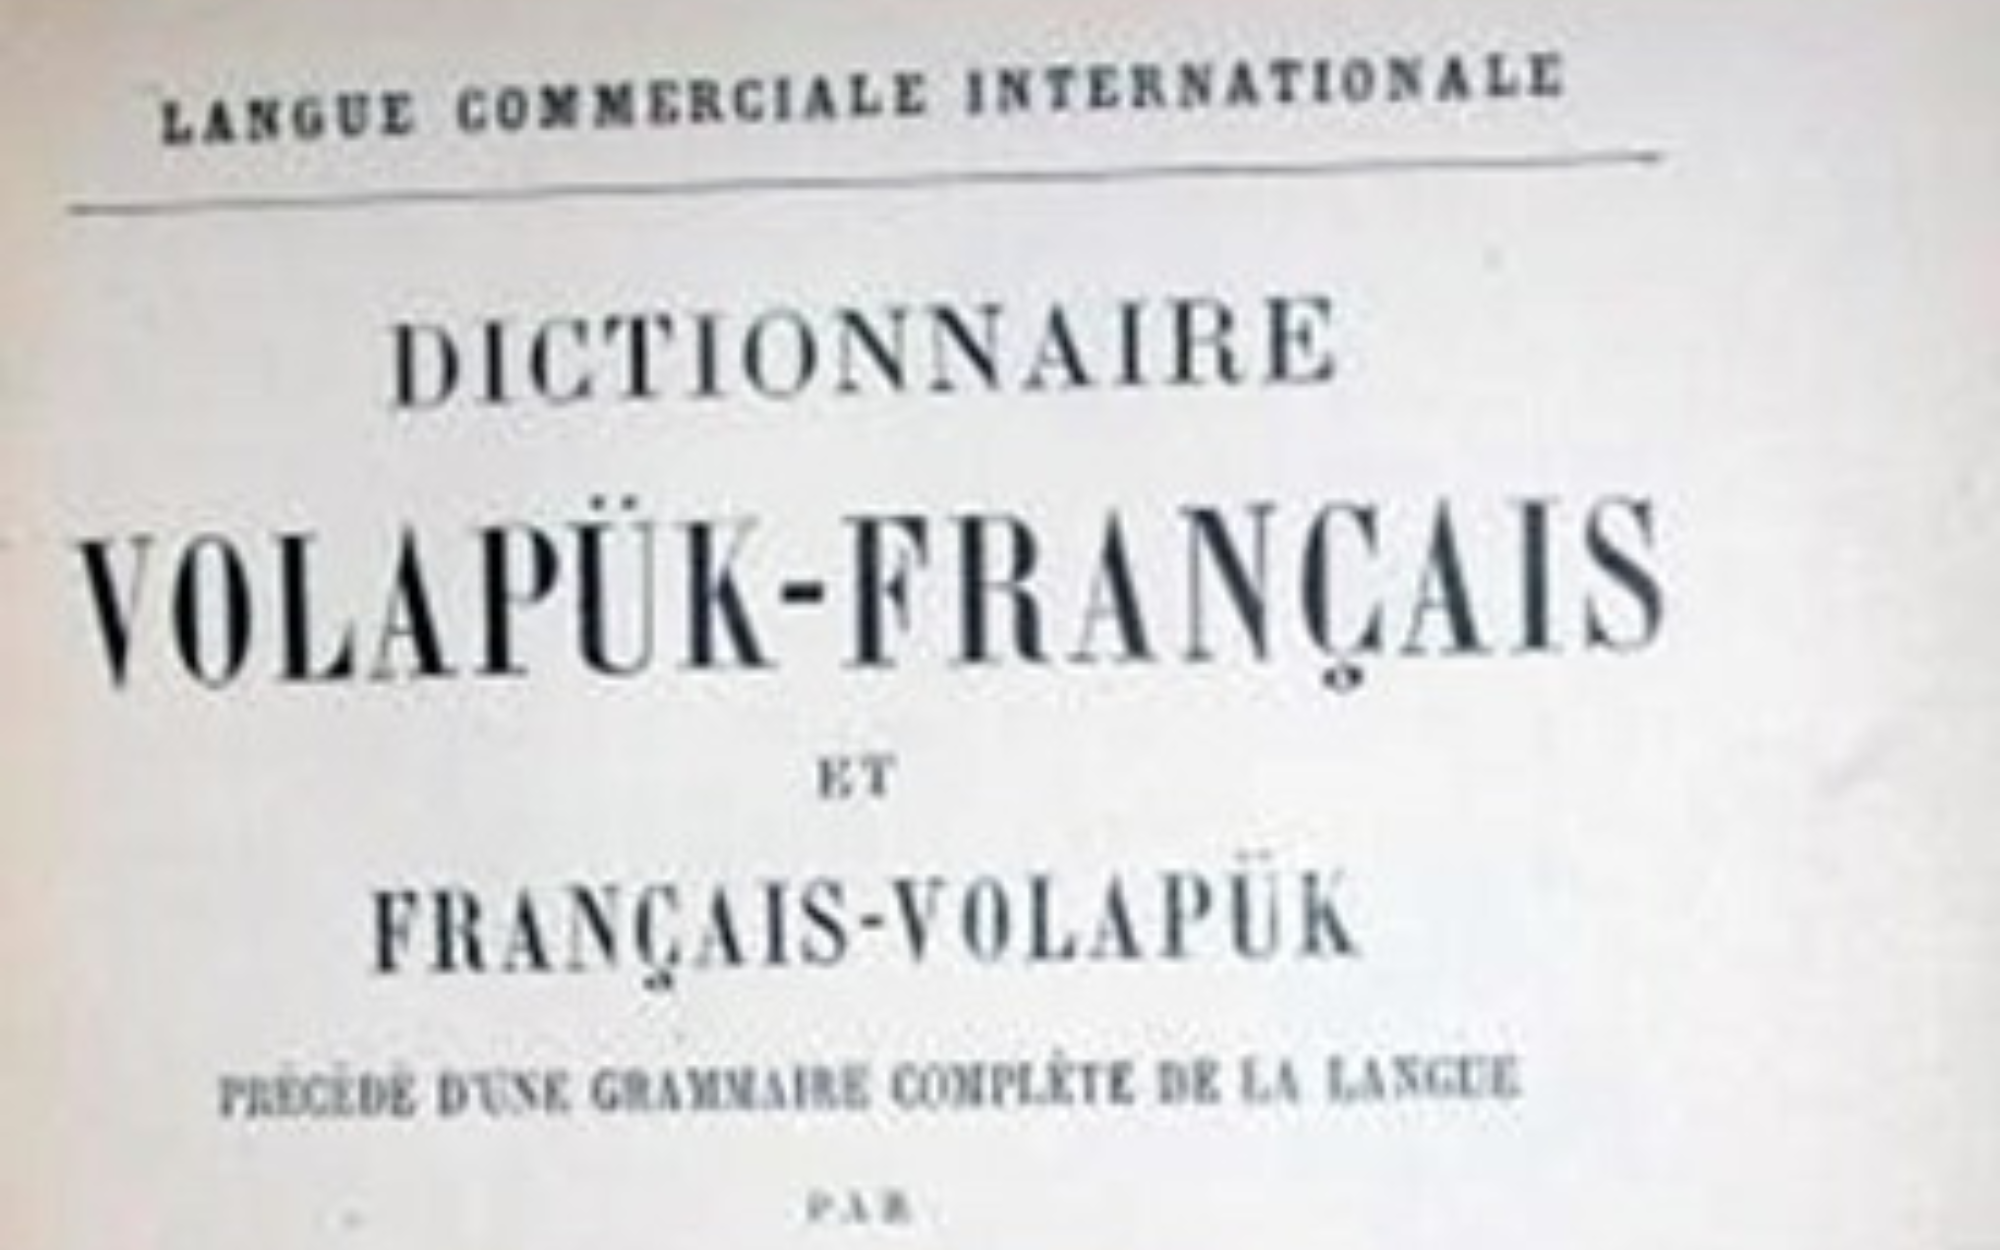 LANGUE COMMERCIALE INTERNATIONALE
DICTIONNAIRE
VOLAPÜK-FRANÇAIS
ET
FRANÇAIS-VOLAPÜK
PRÉCÉDÉ D'UNE GRAMMAIRE COMPLÈTE DE LA LANGUE
PAR